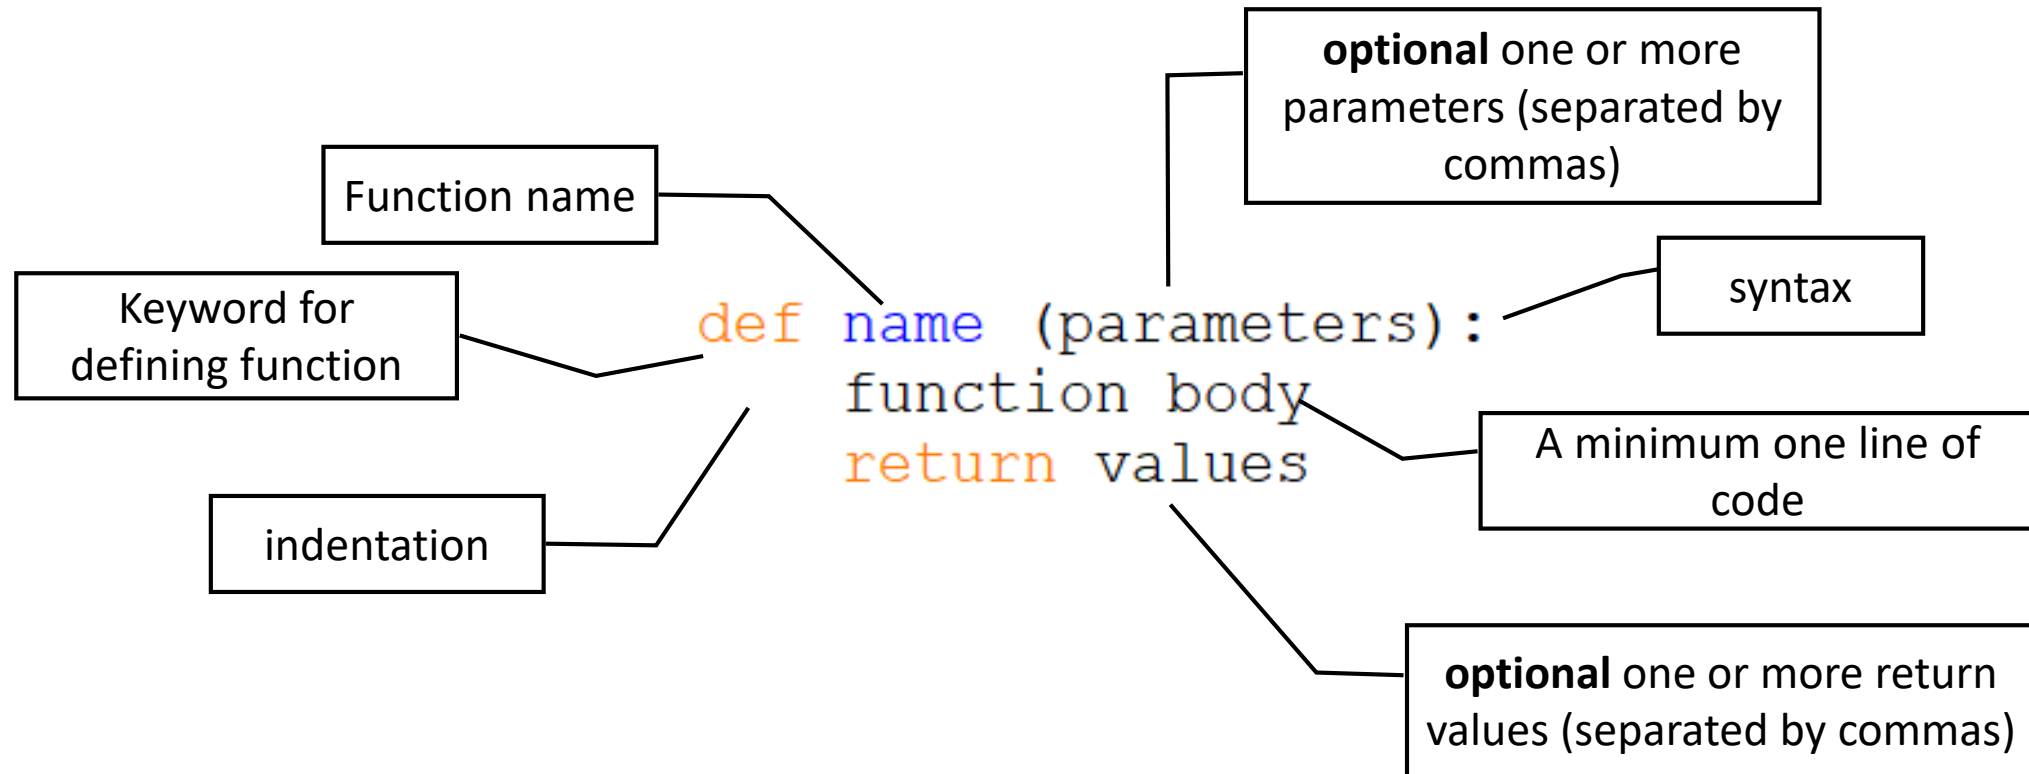 optional one or more
parameters (separated by
commas)
Function name
syntax
Keyword for
defining function
def name (parameters):
function body
return values
A minimum one line of
code
indentation
optional one or more return
values (separated by commas)